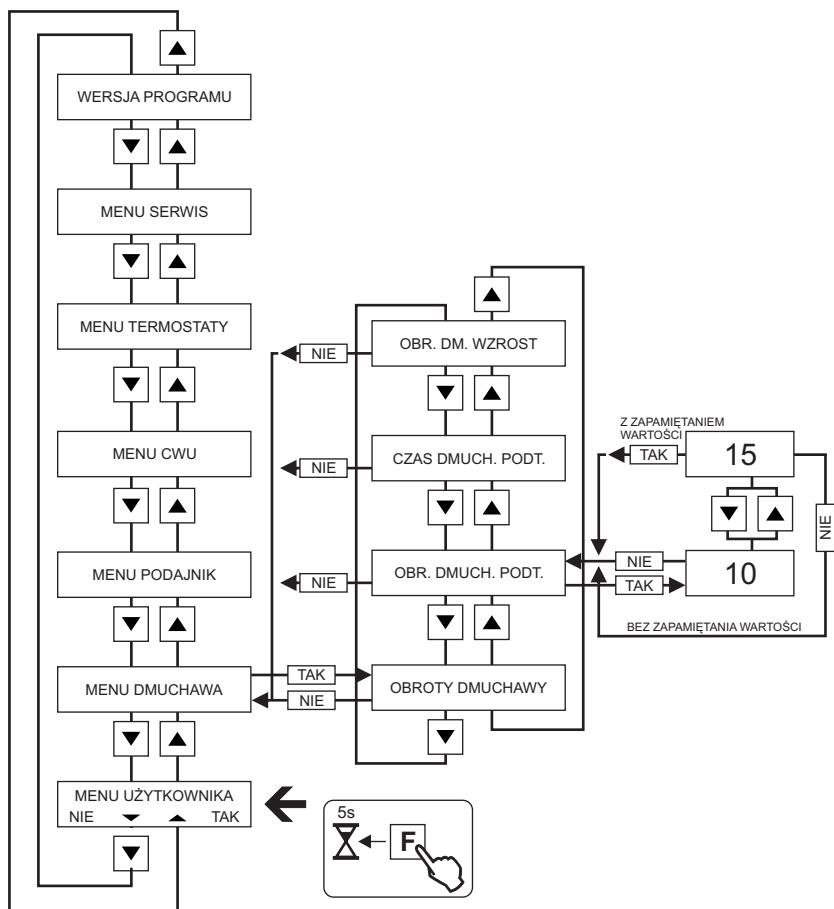 WERSJA PROGRAMU
MENU SERWIS
MENU TERMOSTATY
MENU CWU
MENU PODAJNIK
MENU DMUCHAWA
MENU UŻYTKOWNIKA
NIE TAK
TAK
NIE
OBR. DM. WZROST
NIE
CZAS DMUCH. PODT.
NIE
OBR. DMUCH. PODT.
NIE
OBROTY DMUCHAWY
Z ZAPAMIĘTANIEM
WARTOŚCI
TAK
15
NIE
NIE
10
TAK
BEZ ZAPAMIĘTANIA WARTOŚCI
5s
F